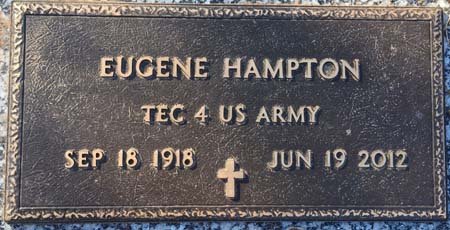 EUGENE HAMPTON
TEC 4 US ARMY
SEP 18 1918 JUN 19 2012